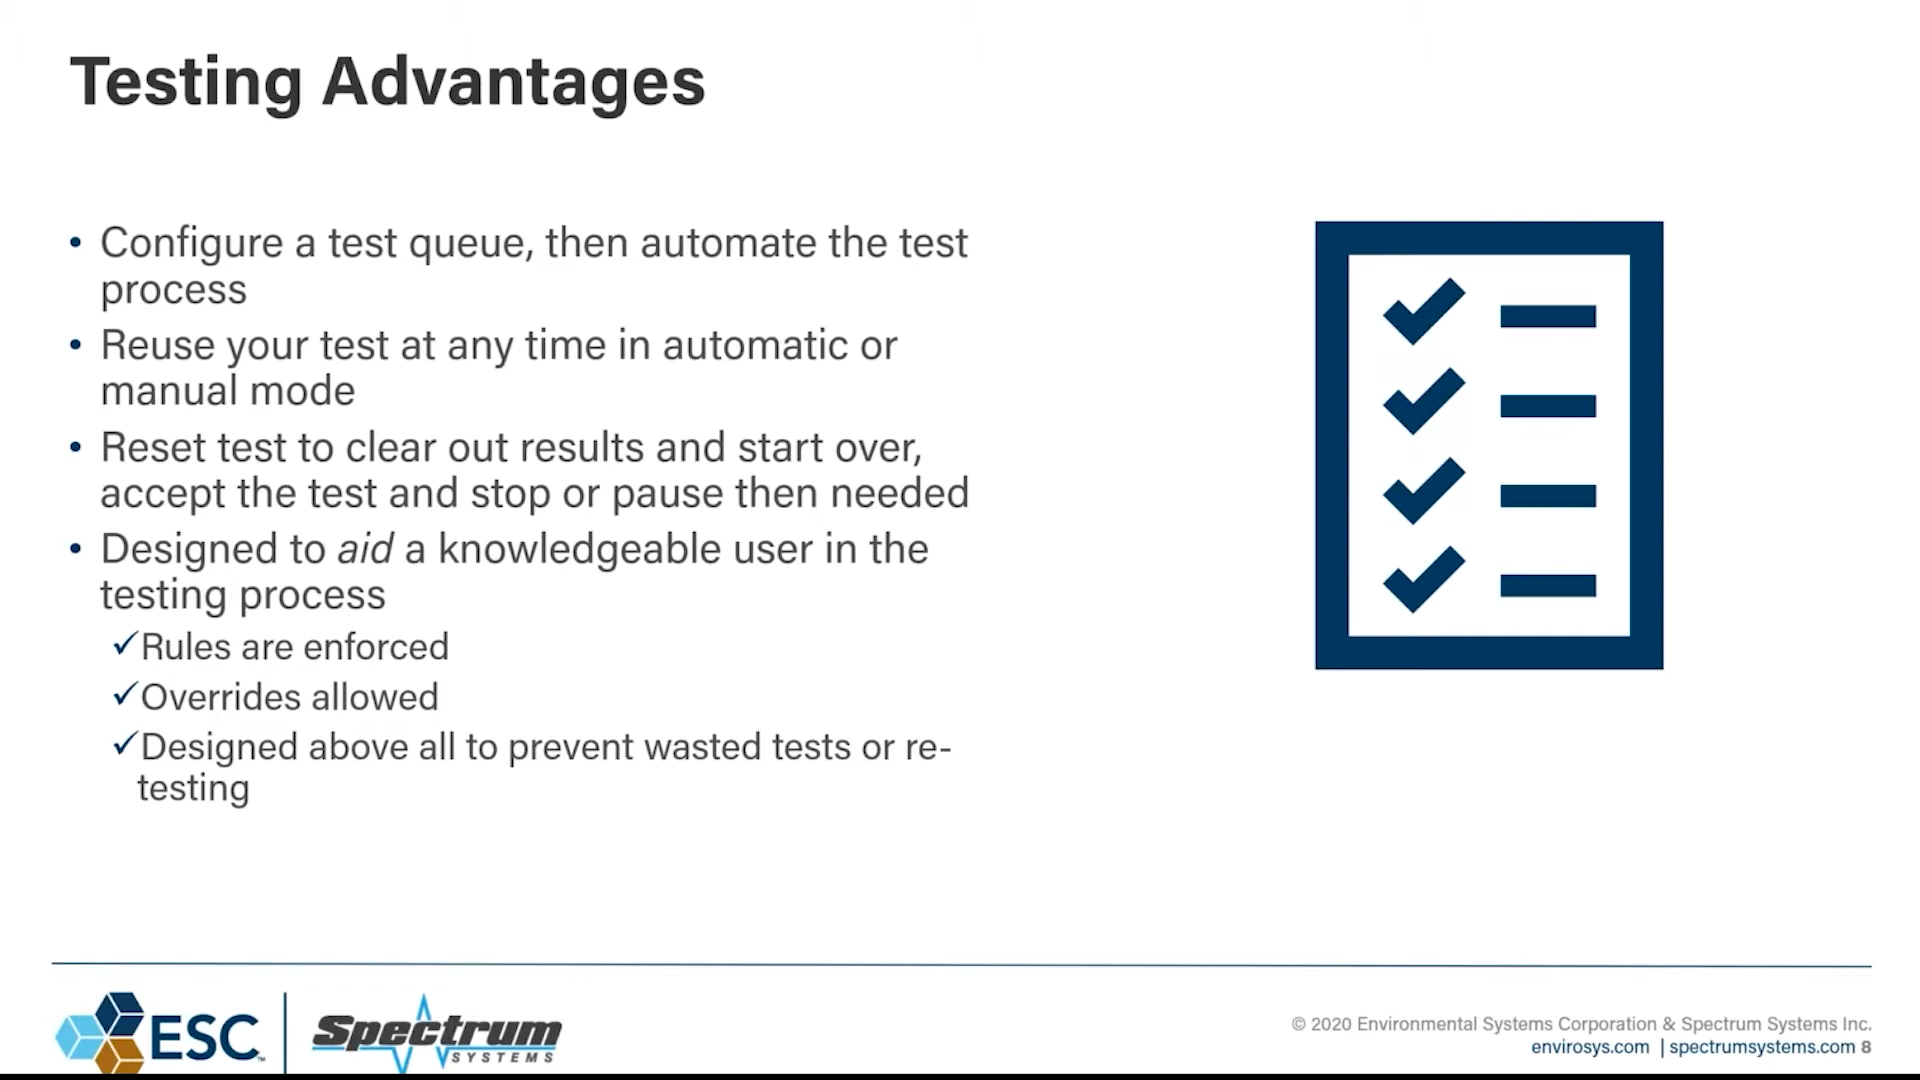 Testing Advantages
• Configure a test queue, then automate the test
process
• Reuse your test at any time in automatic or
manual mode
• Reset test to clear out results and start over,
accept the test and stop or pause then needed
• Designed to aid a knowledgeable user in the
testing process
✓Rules are enforced
✓Overrides allowed
✓Designed above all to prevent wasted tests or re-
testing
ESC™
Spectrum
SYSTEMS
© 2020 Environmental Systems Corporation & Spectrum Systems Inc.
envirosys.com | spectrumsystems.com 8